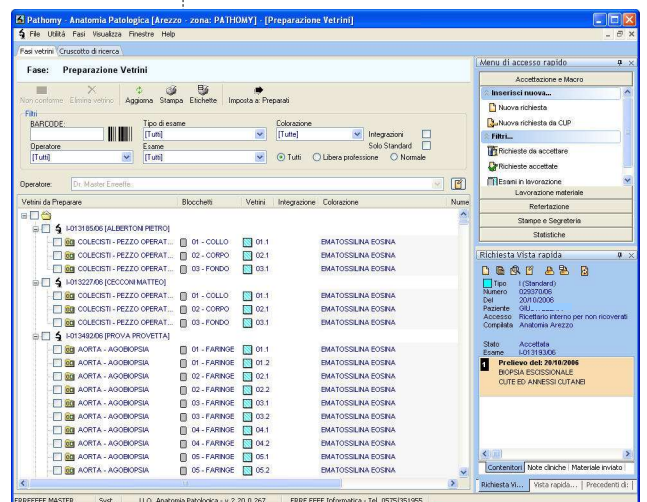 Pathomy - Anatomia Patologica [Arezzo - zona: PATHOMY] - [Preparazione Vetrini]
File Utilità Fasi Visualizza Finestre Help
Fasi vetrini Cruscotto di ricerca
Fase: Preparazione Vetrini
Non conforme Elimina vetrino Aggiorna Stampa Etichette Imposta a: Preparati
Filtri
BARCODE: Tipo di esame Colorazione
[Tutti] [Tutte] Integrazioni
Operatore Esame Solo Standard
[Tutti] [Tutti] Tutti Libera professione Normale
Operatore: Dr. Master Eneeffe
Vetrini da Preparare Blocchetti Vetrini Integrazione Colorazione Nume
I-013185/06 [ALBERTONI PIETRO]
COLECISTI - PEZZO OPERAT... 01 - COLLO 01.1 EMATOSSILINA EOSINA
COLECISTI - PEZZO OPERAT... 02 - CORPO 02.1 EMATOSSILINA EOSINA
COLECISTI - PEZZO OPERAT... 03 - FONDO 03.1 EMATOSSILINA EOSINA
I-013227/06 [CECCONI MATTEO]
COLECISTI - PEZZO OPERAT... 01 - COLLO 01.1 EMATOSSILINA EOSINA
COLECISTI - PEZZO OPERAT... 02 - CORPO 02.1 EMATOSSILINA EOSINA
COLECISTI - PEZZO OPERAT... 03 - FONDO 03.1 EMATOSSILINA EOSINA
I-013492/06 [PROVA PROVETTA]
AORTA - AGOBIOPSIA 01 - FARINGE 01.1 EMATOSSILINA EOSINA
AORTA - AGOBIOPSIA 01 - FARINGE 01.2 EMATOSSILINA EOSINA
AORTA - AGOBIOPSIA 02 - FARINGE 02.1 EMATOSSILINA EOSINA
AORTA - AGOBIOPSIA 02 - FARINGE 02.2 EMATOSSILINA EOSINA
AORTA - AGOBIOPSIA 03 - FARINGE 03.1 EMATOSSILINA EOSINA
AORTA - AGOBIOPSIA 03 - FARINGE 03.2 EMATOSSILINA EOSINA
AORTA - AGOBIOPSIA 04 - FARINGE 04.1 EMATOSSILINA EOSINA
AORTA - AGOBIOPSIA 04 - FARINGE 04.2 EMATOSSILINA EOSINA
AORTA - AGOBIOPSIA 05 - FARINGE 05.1 EMATOSSILINA EOSINA
AORTA - AGOBIOPSIA 05 - FARINGE 05.2 EMATOSSILINA EOSINA
Menu di accesso rapido
Accettazione e Macro
Inserisci nuova...
Nuova richiesta
Nuova richiesta da CUP
Filtri...
Richieste da accettare
Richieste accettate
Esami in lavorazione
Lavorazione materiale
Refertazione
Stampe e Segreteria
Statistiche
Richiesta Vista rapida
Tipo I (Standard)
Numero 029370/06
Del 20/10/2006
Paziente GIU
Accesso Ricettario interno per non ricoverati
Compilata Anatomia Arezzo
Stato Accettata
Esame I-013193/06
1 Prelievo del: 20/10/2006
BIOPSIA ESCISSIONALE
CUTE ED ANNESSI CUTANEI
Contenitori Note cliniche Materiale inviato
Richiesta Vi... Vista rapida... Precedenti di:
ERREFFEE MASTER Syst U.O. Anatomia Patologica - v. 2.20.0.267 ERRE EFFE Informatica - Tel. 0575/351955